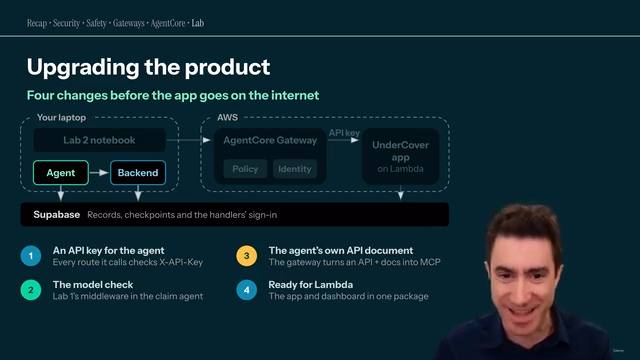 Recap • Security • Safety • Gateways • AgentCore • Lab
Upgrading the product
Four changes before the app goes on the internet
Your laptop
AWS
Lab 2 notebook
AgentCore Gateway
API key
UnderCover
app
on Lambda
Policy
Identity
Agent
Backend
Supabase Records, checkpoints and the handlers' sign-in
1
An API key for the agent
Every route it calls checks X-API-Key
2
The model check
Lab 1's middleware in the claim agent
3
The agent's own API document
The gateway turns an API + docs into MCP
4
Ready for Lambda
The app and dashboard in one package